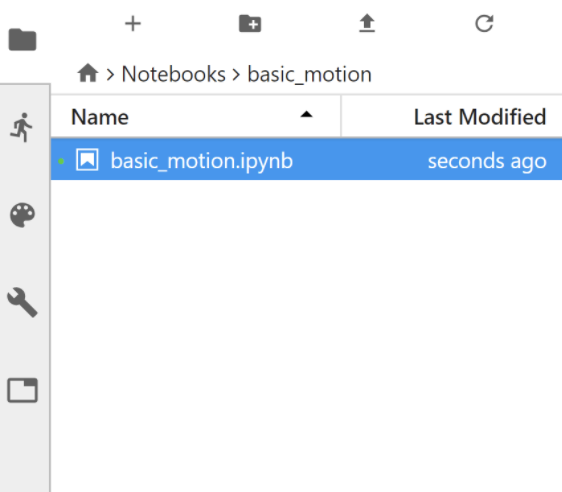 Notebooks > basic_motion
Name Last Modified
basic_motion.ipynb seconds ago